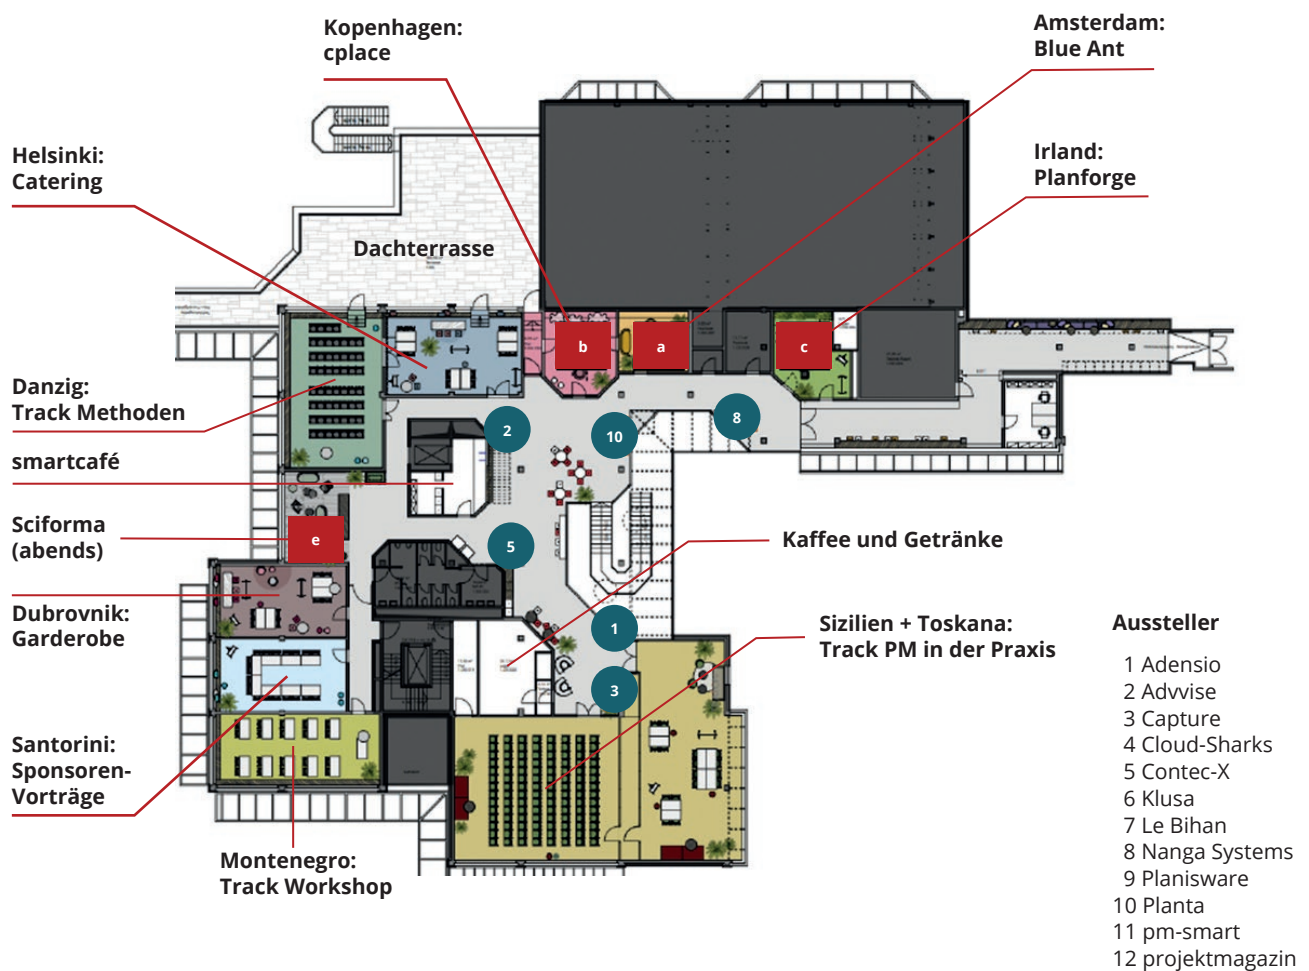 Kopenhagen:
cplace
Amsterdam:
Blue Ant
Helsinki:
Catering
Irland:
Planforge
Dachterrasse
b
a
c
Danzig:
Track Methoden
2
10
8
smartcafé
Sciforma
(abends)
e
5
Kaffee und Getränke
Dubrovnik:
Garderobe
1
Sizilien + Toskana:
Track PM in der Praxis
3
Santorini:
Sponsoren-
Vorträge
Montenegro:
Track Workshop
Aussteller
1 Adensio
2 Advvise
3 Capture
4 Cloud-Sharks
5 Contec-X
6 Klusa
7 Le Bihan
8 Nanga Systems
9 Planisware
10 Planta
11 pm-smart
12 projektmagazin